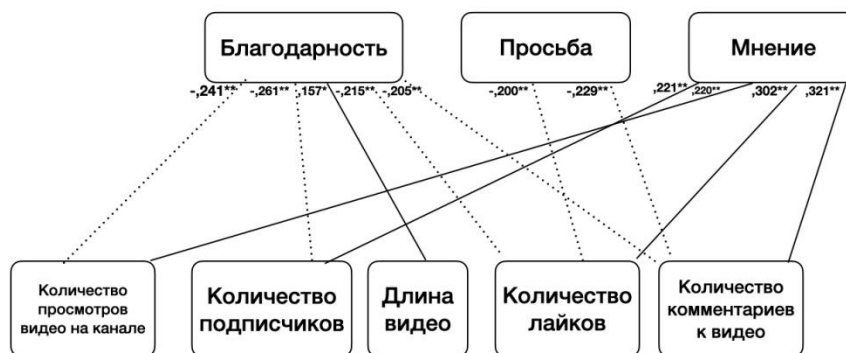 Благодарность
Просьба
Мнение
-,241** -,261** ,157* -,215** -,205** -,200** -,229** ,221** ,220** ,302** ,321**
Количество
просмотров
видео на канале
Количество
подписчиков
Длина
видео
Количество
лайков
Количество
комментариев
к видео